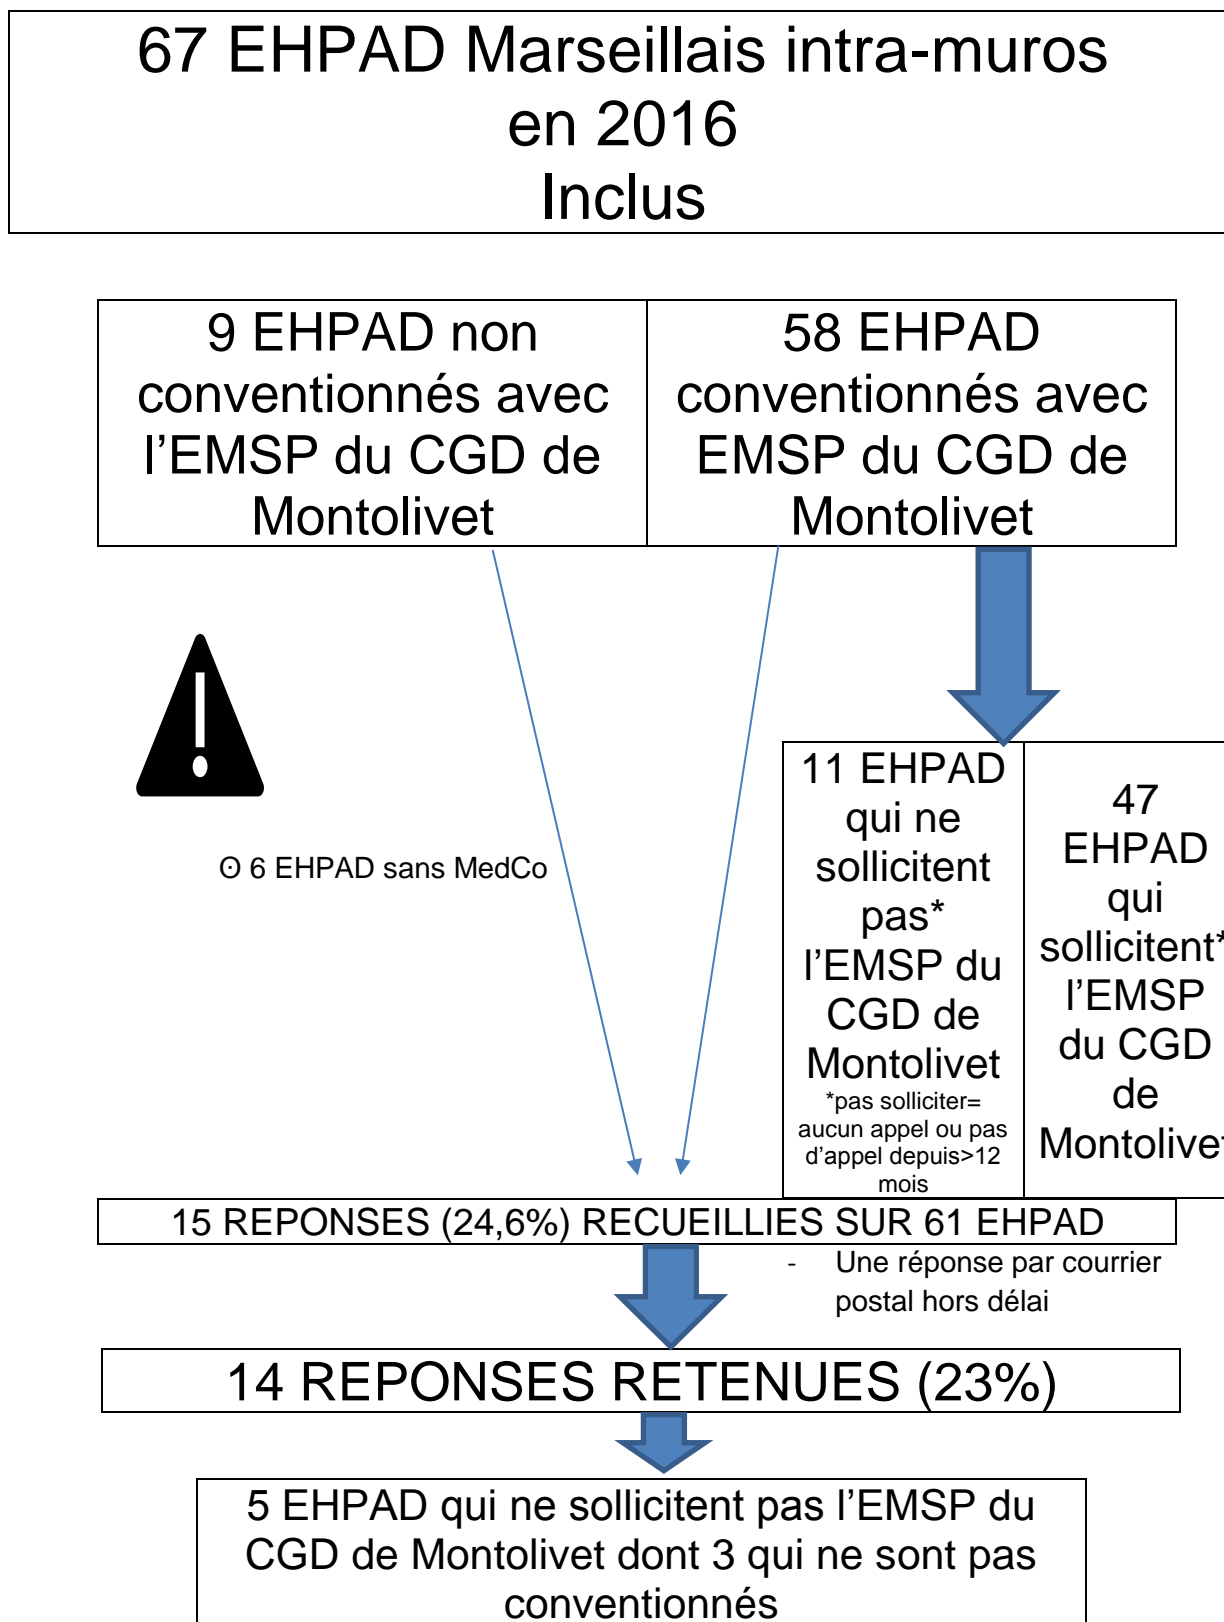 67 EHPAD Marseillais intra-muros
en 2016
Inclus
9 EHPAD non
conventionnés avec
l’EMSP du CGD de
Montolivet
58 EHPAD
conventionnés avec
EMSP du CGD de
Montolivet
ʘ 6 EHPAD sans MedCo
11 EHPAD
qui ne
sollicitent
pas*
l’EMSP du
CGD de
Montolivet
*pas solliciter=
aucun appel ou pas
d’appel depuis>12
mois
47
EHPAD
qui
sollicitent*
l’EMSP
du CGD
de
Montolivet
15 REPONSES (24,6%) RECUEILLIES SUR 61 EHPAD
- Une réponse par courrier
postal hors délai
14 REPONSES RETENUES (23%)
5 EHPAD qui ne sollicitent pas l’EMSP du
CGD de Montolivet dont 3 qui ne sont pas
conventionnés